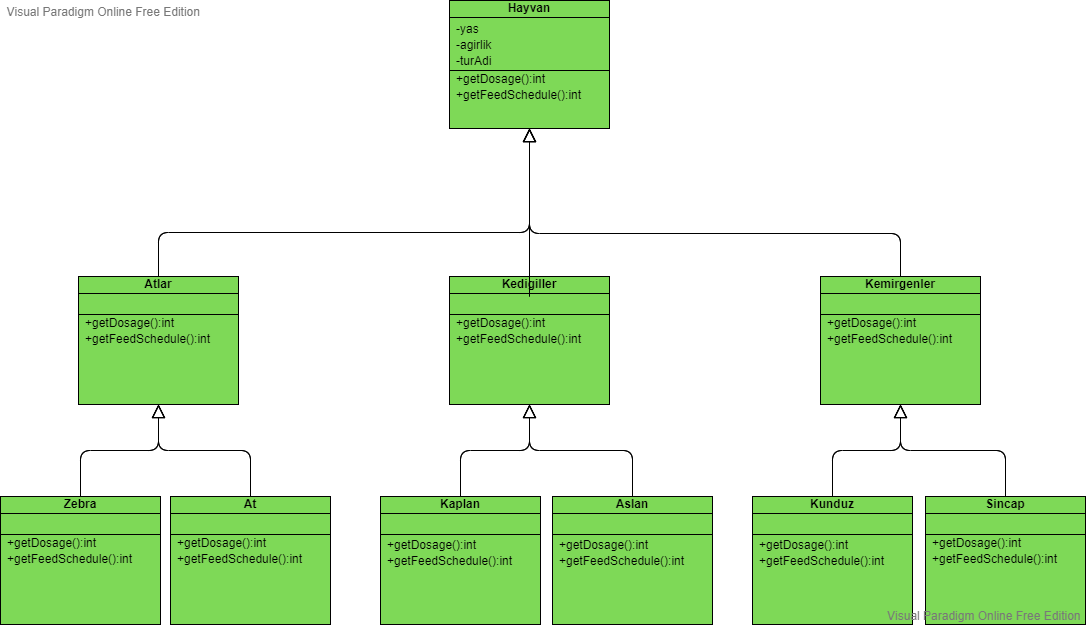 Visual Paradigm Online Free Edition
Hayvan
-yas
-agirlik
-turAdi
+getDosage():int
+getFeedSchedule():int
Atlar
+getDosage():int
+getFeedSchedule():int
Kedigiller
+getDosage():int
+getFeedSchedule():int
Kemirgenler
+getDosage():int
+getFeedSchedule():int
Zebra
+getDosage():int
+getFeedSchedule():int
At
+getDosage():int
+getFeedSchedule():int
Kaplan
+getDosage():int
+getFeedSchedule():int
Aslan
+getDosage():int
+getFeedSchedule():int
Kunduz
+getDosage():int
+getFeedSchedule():int
Sincap
+getDosage():int
+getFeedSchedule():int
Visual Paradigm Online Free Edition